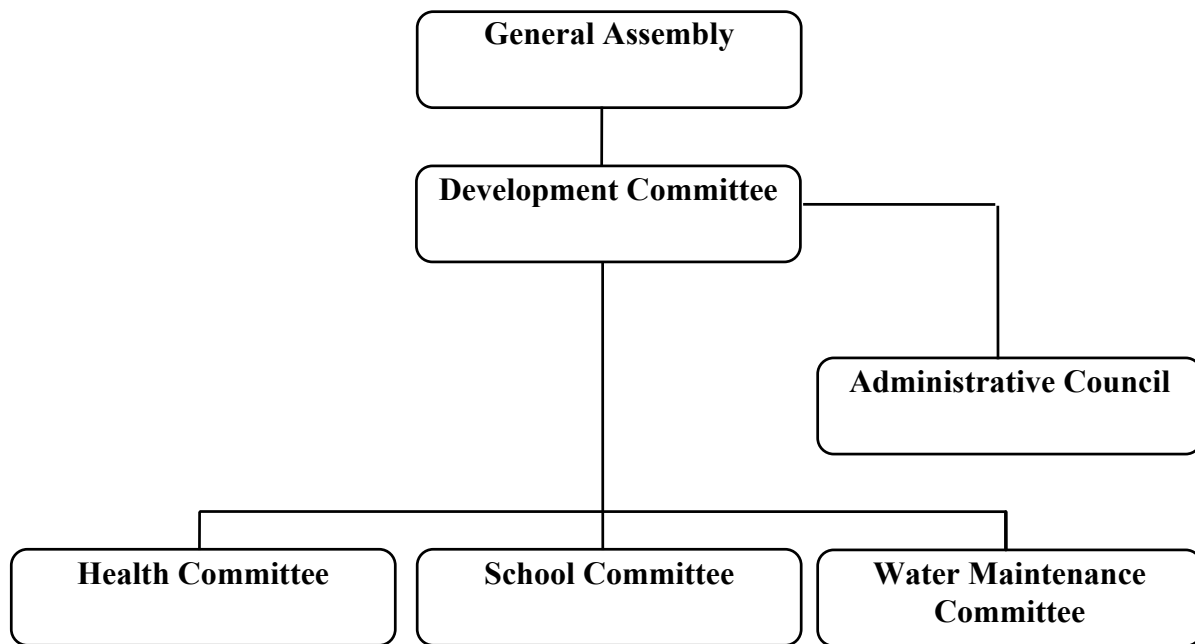 General Assembly
Development Committee
Administrative Council
Health Committee
School Committee
Water Maintenance
Committee